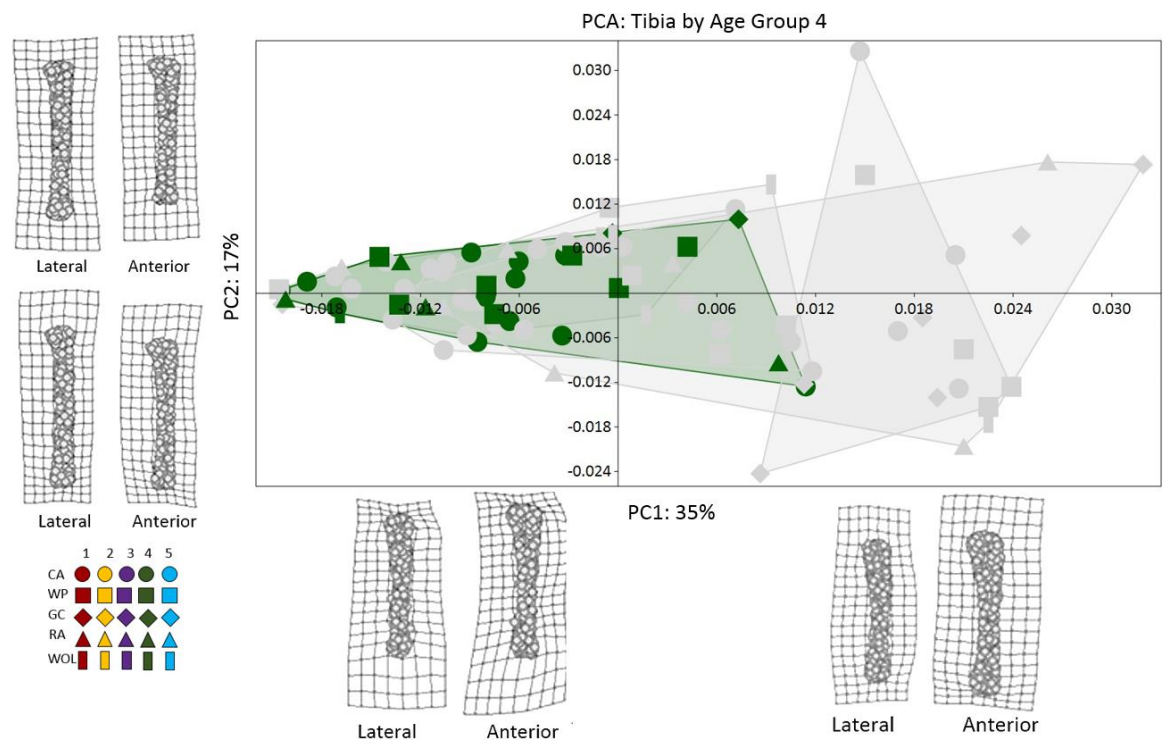 PCA: Tibia by Age Group 4
0.030
0.024
0.018
0.012
0.006
-0.018 -0.012 -0.006 0.006 0.012 0.018 0.024 0.030
-0.006
-0.012
-0.018
-0.024
PC2: 17%
PC1: 35%
Lateral Anterior
Lateral Anterior
1 2 3 4 5
CA
WP
GC
RA
WOL
Lateral Anterior
Lateral Anterior